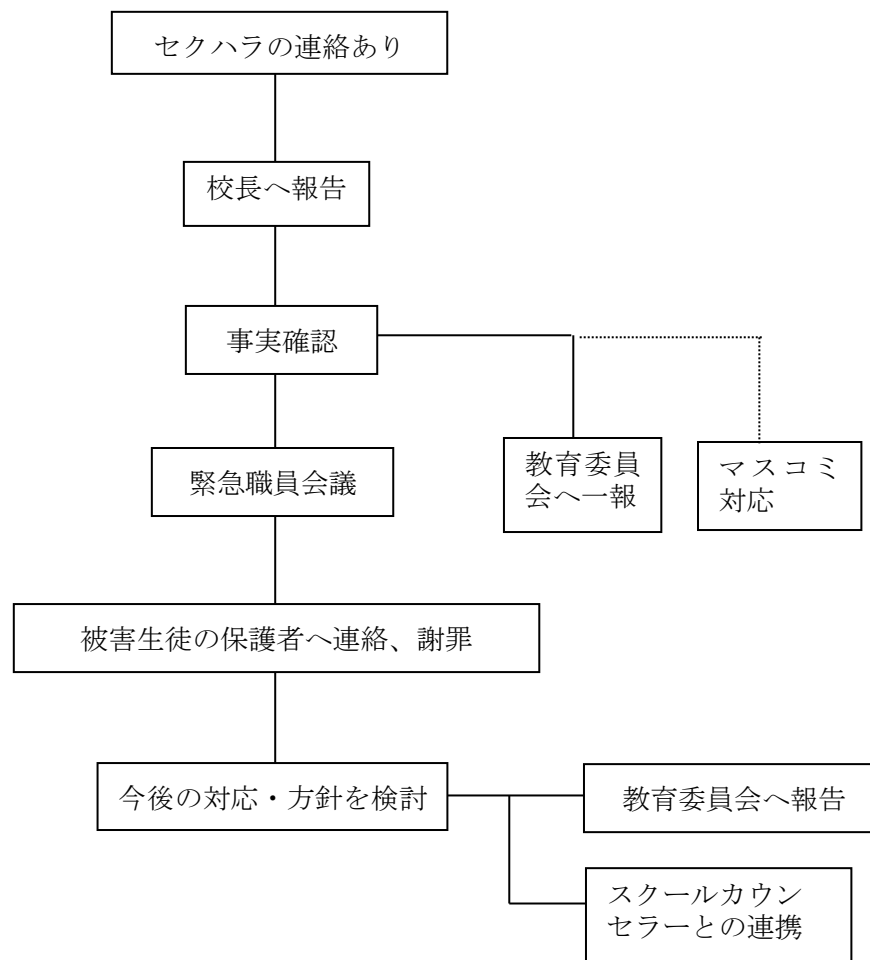 セクハラの連絡あり
校長へ報告
事実確認
緊急職員会議
教育委員
会へ一報
マスコミ
対応
被害生徒の保護者へ連絡、謝罪
今後の対応・方針を検討
教育委員会へ報告
スクールカウン
セラーとの連携